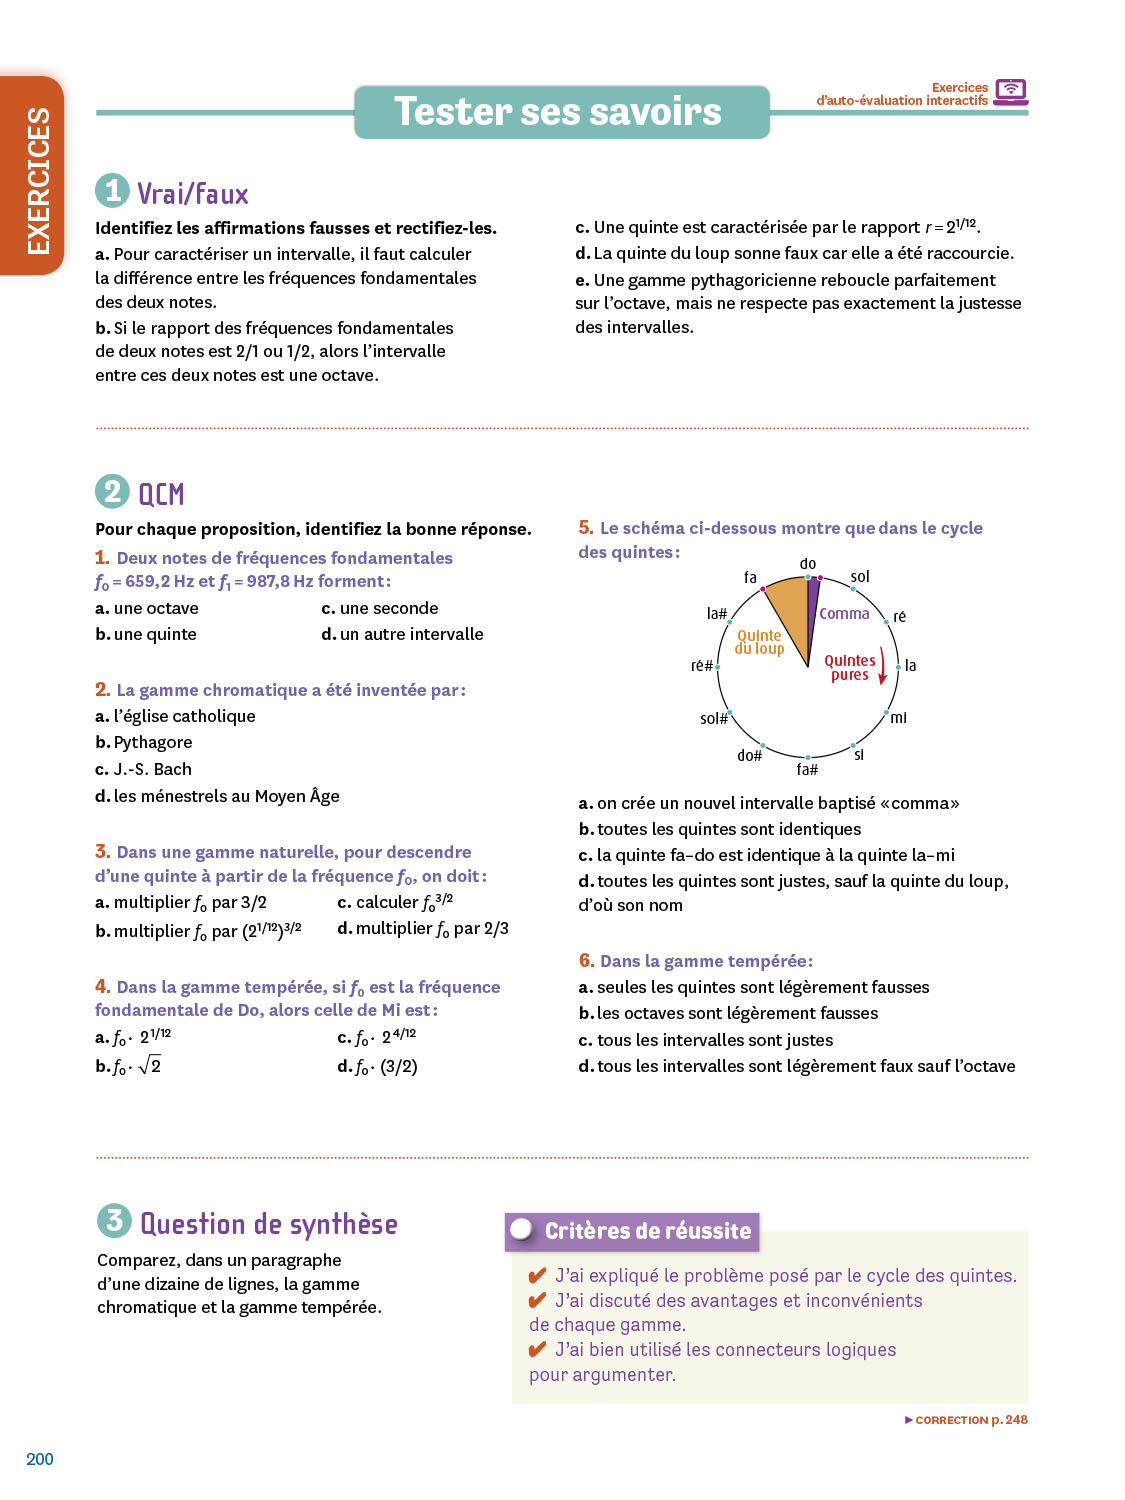 EXERCICES
Tester ses savoirs
Exercices
d'auto-évaluation interactifs
1 Vrai/faux
Identifiez les affirmations fausses et rectifiez-les.
a. Pour caractériser un intervalle, il faut calculer
la différence entre les fréquences fondamentales
des deux notes.
b. Si le rapport des fréquences fondamentales
de deux notes est 2/1 ou 1/2, alors l'intervalle
entre ces deux notes est une octave.
c. Une quinte est caractérisée par le rapport r = 2^1/12.
d. La quinte du loup sonne faux car elle a été raccourcie.
e. Une gamme pythagoricienne reboucle parfaitement
sur l'octave, mais ne respecte pas exactement la justesse
des intervalles.
2 QCM
Pour chaque proposition, identifiez la bonne réponse.
1. Deux notes de fréquences fondamentales
f₀ = 659,2 Hz et f₁ = 987,8 Hz forment :
a. une octave
b. une quinte
c. une seconde
d. un autre intervalle
2. La gamme chromatique a été inventée par :
a. l'église catholique
b. Pythagore
c. J.-S. Bach
d. les ménestrels au Moyen Âge
3. Dans une gamme naturelle, pour descendre
d'une quinte à partir de la fréquence f₀, on doit :
a. multiplier f₀ par 3/2
b. multiplier f₀ par (2^1/12)^3/2
c. calculer f₀^3/2
d. multiplier f₀ par 2/3
4. Dans la gamme tempérée, si f₀ est la fréquence
fondamentale de Do, alors celle de Mi est :
a. f₀ · 2^1/12
b. f₀ · √2
c. f₀ · 2^4/12
d. f₀ · (3/2)
5. Le schéma ci-dessous montre que dans le cycle
des quintes :
do
fa
sol
la#
Comma
ré
Quinte
du loup
ré#
Quintes
pures
la
sol#
mi
do#
si
fa#
a. on crée un nouvel intervalle baptisé « comma »
b. toutes les quintes sont identiques
c. la quinte fa–do est identique à la quinte la–mi
d. toutes les quintes sont justes, sauf la quinte du loup,
d'où son nom
6. Dans la gamme tempérée :
a. seules les quintes sont légèrement fausses
b. les octaves sont légèrement fausses
c. tous les intervalles sont justes
d. tous les intervalles sont légèrement faux sauf l'octave
3 Question de synthèse
Comparez, dans un paragraphe
d'une dizaine de lignes, la gamme
chromatique et la gamme tempérée.
Critères de réussite
✔ J'ai expliqué le problème posé par le cycle des quintes.
✔ J'ai discuté des avantages et inconvénients
de chaque gamme.
✔ J'ai bien utilisé les connecteurs logiques
pour argumenter.
▶ CORRECTION p. 248
200